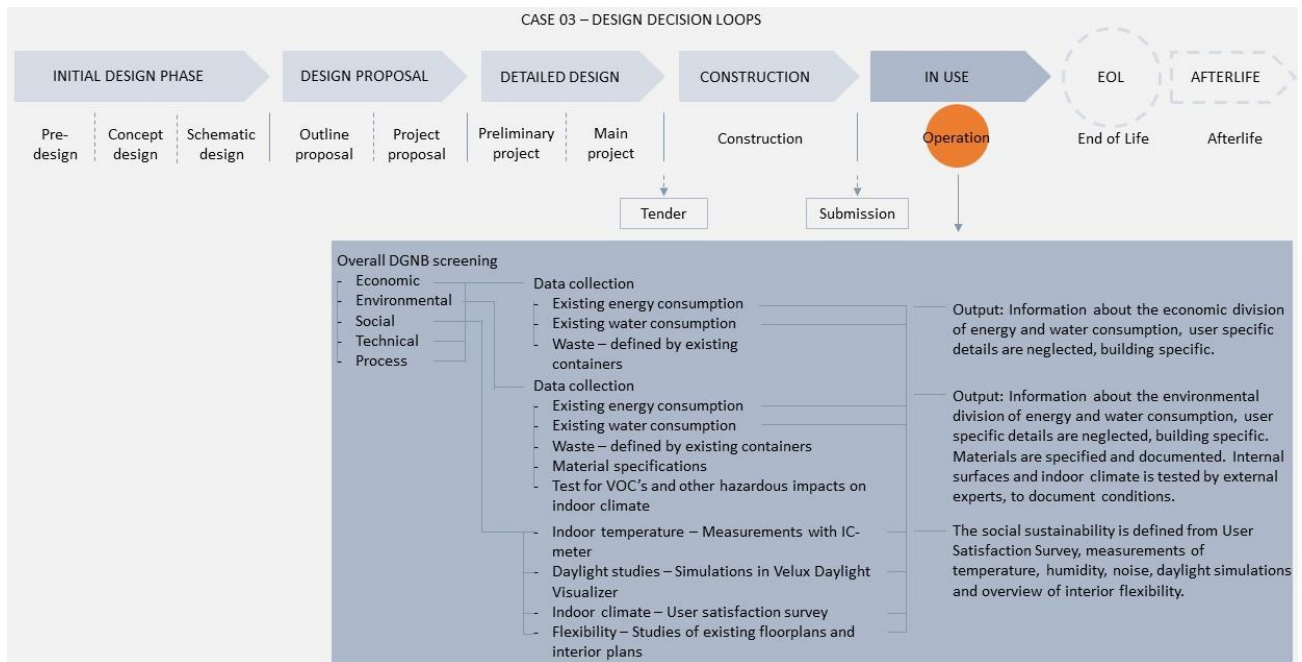 CASE 03 – DESIGN DECISION LOOPS
INITIAL DESIGN PHASE
DESIGN PROPOSAL
DETAILED DESIGN
CONSTRUCTION
IN USE
EOL
AFTERLIFE
Pre-
design
Concept
design
Schematic
design
Outline
proposal
Project
proposal
Preliminary
project
Main
project
Construction
Operation
End of Life
Afterlife
Tender
Submission
Overall DGNB screening
- Economic
- Environmental
- Social
- Technical
- Process
Data collection
- Existing energy consumption
- Existing water consumption
- Waste – defined by existing
containers
Data collection
- Existing energy consumption
- Existing water consumption
- Waste – defined by existing containers
- Material specifications
- Test for VOC's and other hazardous impacts on
indoor climate
- Indoor temperature – Measurements with IC-
meter
- Daylight studies – Simulations in Velux Daylight
Visualizer
- Indoor climate – User satisfaction survey
- Flexibility – Studies of existing floorplans and
interior plans
Output: Information about the economic division
of energy and water consumption, user specific
details are neglected, building specific.
Output: Information about the environmental
division of energy and water consumption, user
specific details are neglected, building specific.
Materials are specified and documented. Internal
surfaces and indoor climate is tested by external
experts, to document conditions.
The social sustainability is defined from User
Satisfaction Survey, measurements of
temperature, humidity, noise, daylight simulations
and overview of interior flexibility.